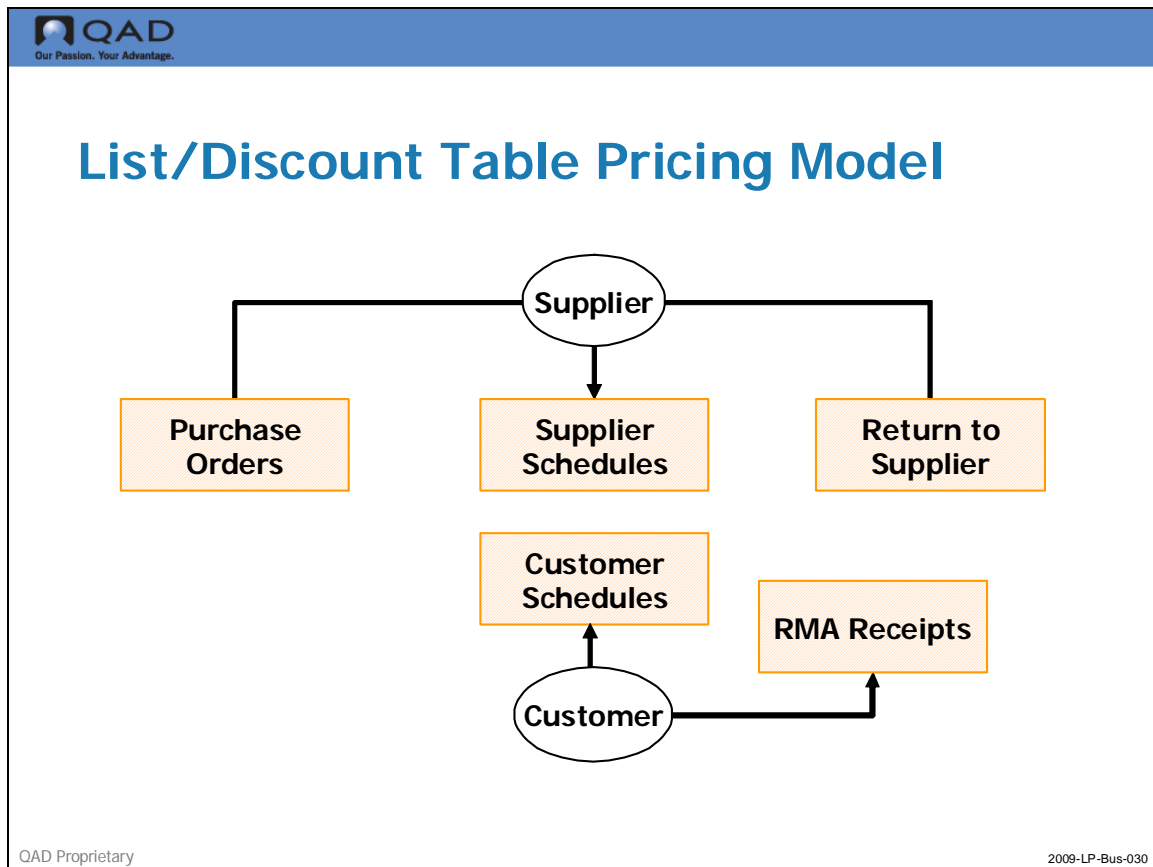 QAD
Our Passion. Your Advantage.
List/Discount Table Pricing Model
Supplier
Purchase
Orders
Supplier
Schedules
Return to
Supplier
Customer
Schedules
RMA Receipts
Customer
QAD Proprietary
2009-LP-Bus-030